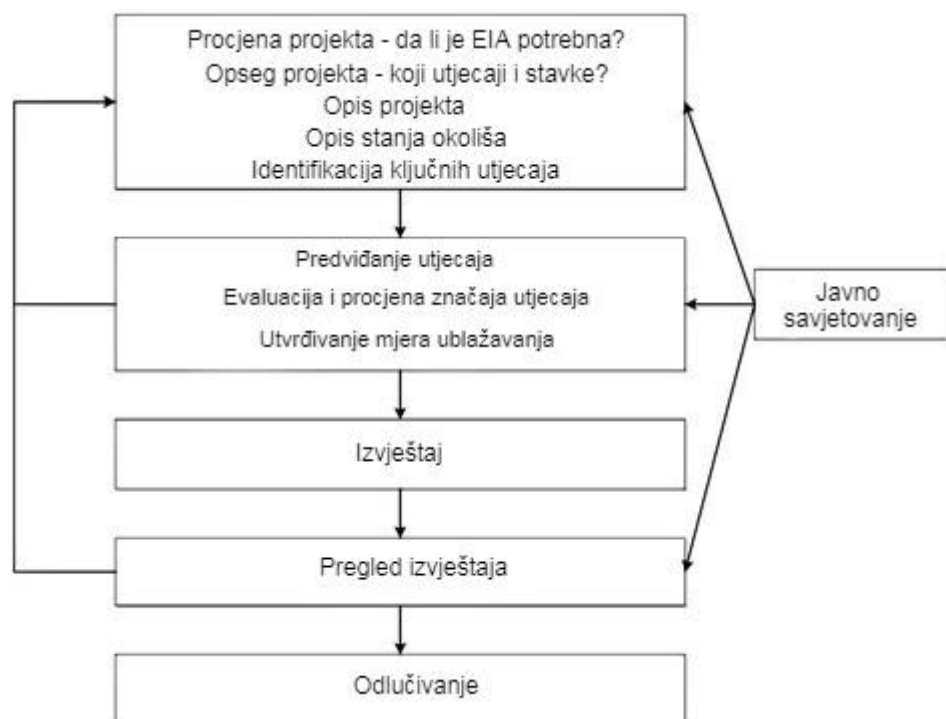 Procjena projekta - da li je EIA potrebna?
Opseg projekta - koji utjecaji i stavke?
Opis projekta
Opis stanja okoliša
Identifikacija ključnih utjecaja
Predviđanje utjecaja
Evaluacija i procjena značaja utjecaja
Utvrđivanje mjera ublažavanja
Javno
savjetovanje
Izvještaj
Pregled izvještaja
Odlučivanje